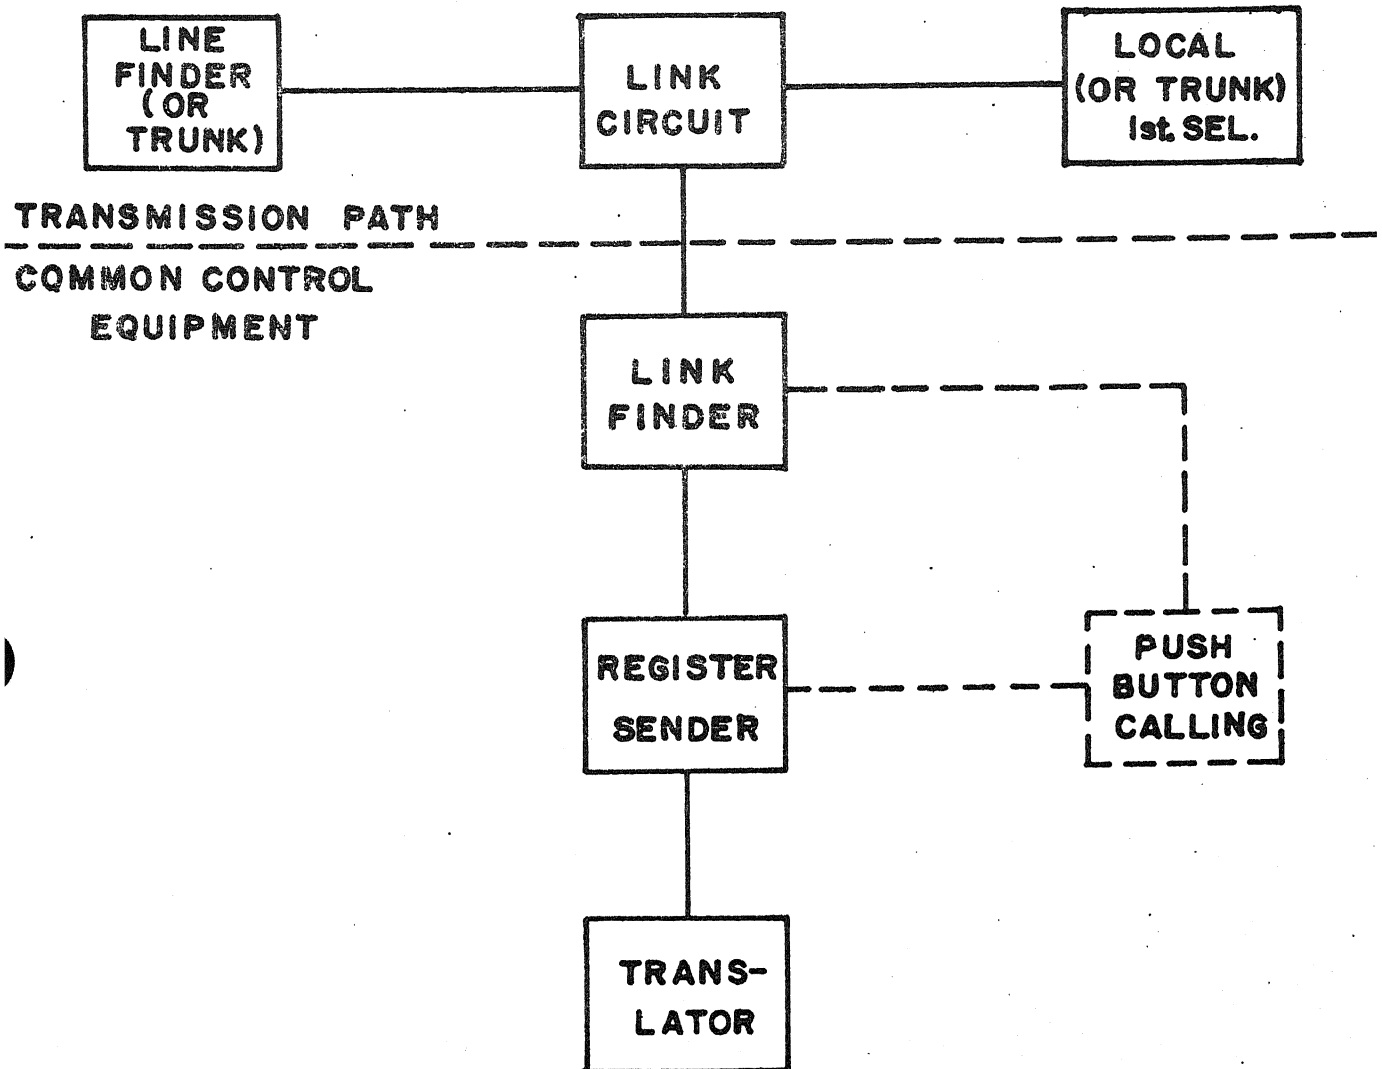 LINE
FINDER
(OR
TRUNK)
LINK
CIRCUIT
LOCAL
(OR TRUNK)
1st. SEL.
TRANSMISSION PATH
COMMON CONTROL
EQUIPMENT
LINK
FINDER
REGISTER
SENDER
PUSH
BUTTON
CALLING
TRANS-
LATOR